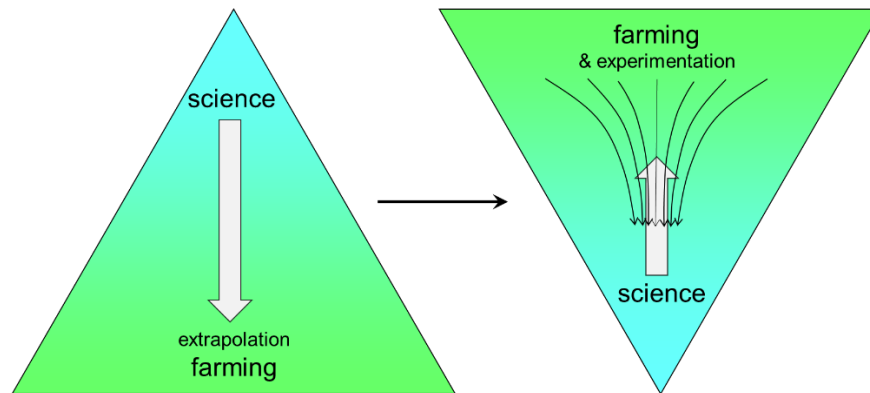 science
extrapolation
farming
farming
& experimentation
science